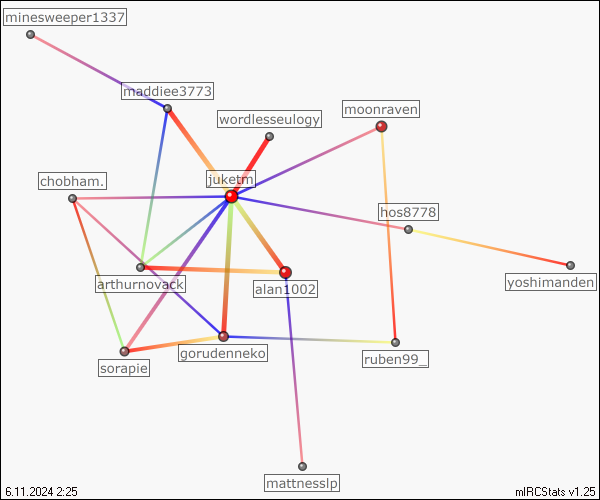 minesweeper1337
maddiee3773
moonraven
wordlesseulogy
chobham.
juketm
hos8778
yoshimanden
arthurnovack
alan1002
gorudenneko
ruben99_
sorapie
mattnesslp
6.11.2024 2:25
mIRCStats v1.25